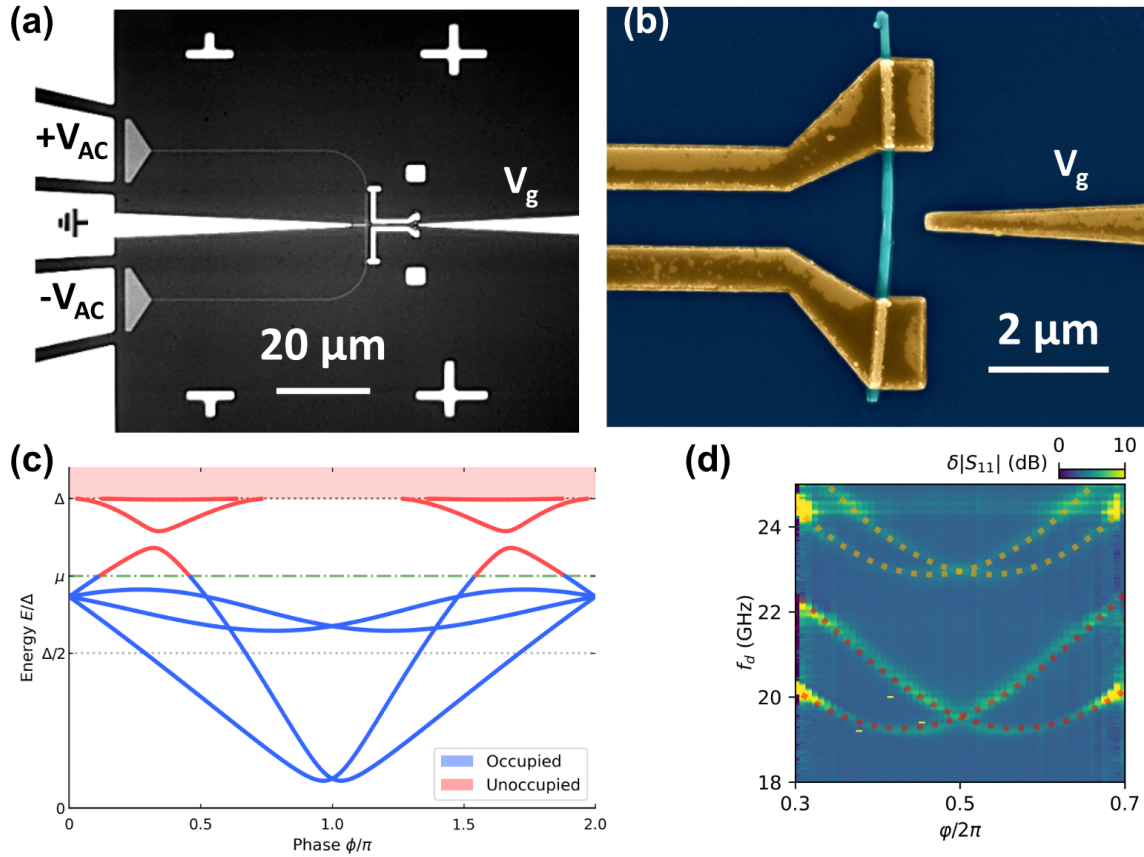 (a)
+V_AC
-V_AC
V_g
20 μm
(b)
V_g
2 μm
(c)
Energy E/Δ
Δ
μ
Δ/2
0
0 0.5 1.0 1.5 2.0
Phase ϕ/π
Occupied
Unoccupied
(d)
δ|S₁₁| (dB)
0 10
f_d (GHz)
24
22
20
18
0.3 0.5 0.7
φ/2π